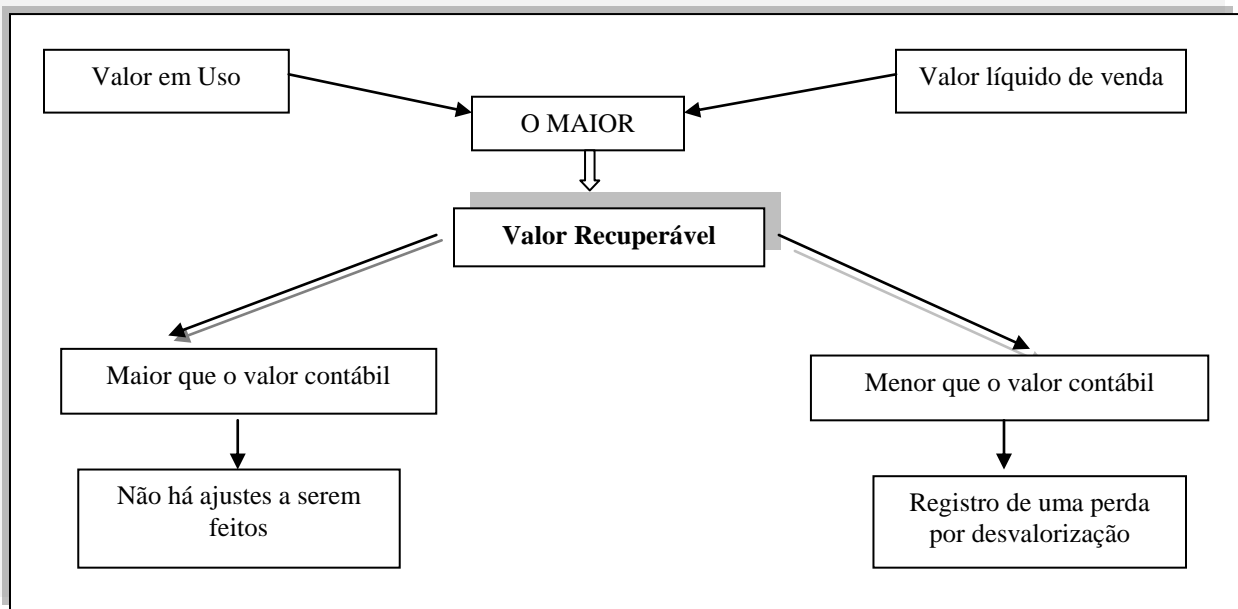 Valor em Uso
Valor líquido de venda
O MAIOR
Valor Recuperável
Maior que o valor contábil
Menor que o valor contábil
Não há ajustes a serem
feitos
Registro de uma perda
por desvalorização